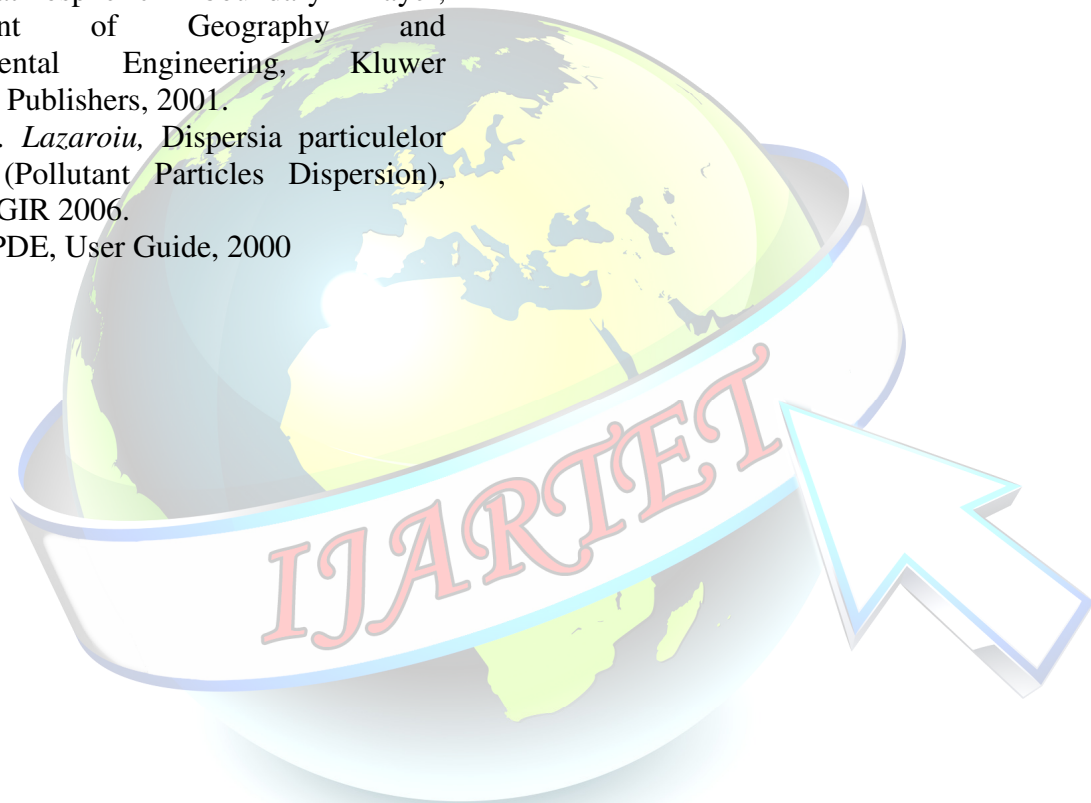 atmospheric boundary layer,
nt of Geography and
ental Engineering, Kluwer
Publishers, 2001.
. Lazaroiu, Dispersia particulelor
(Pollutant Particles Dispersion),
GIR 2006.
PDE, User Guide, 2000
IJARTET